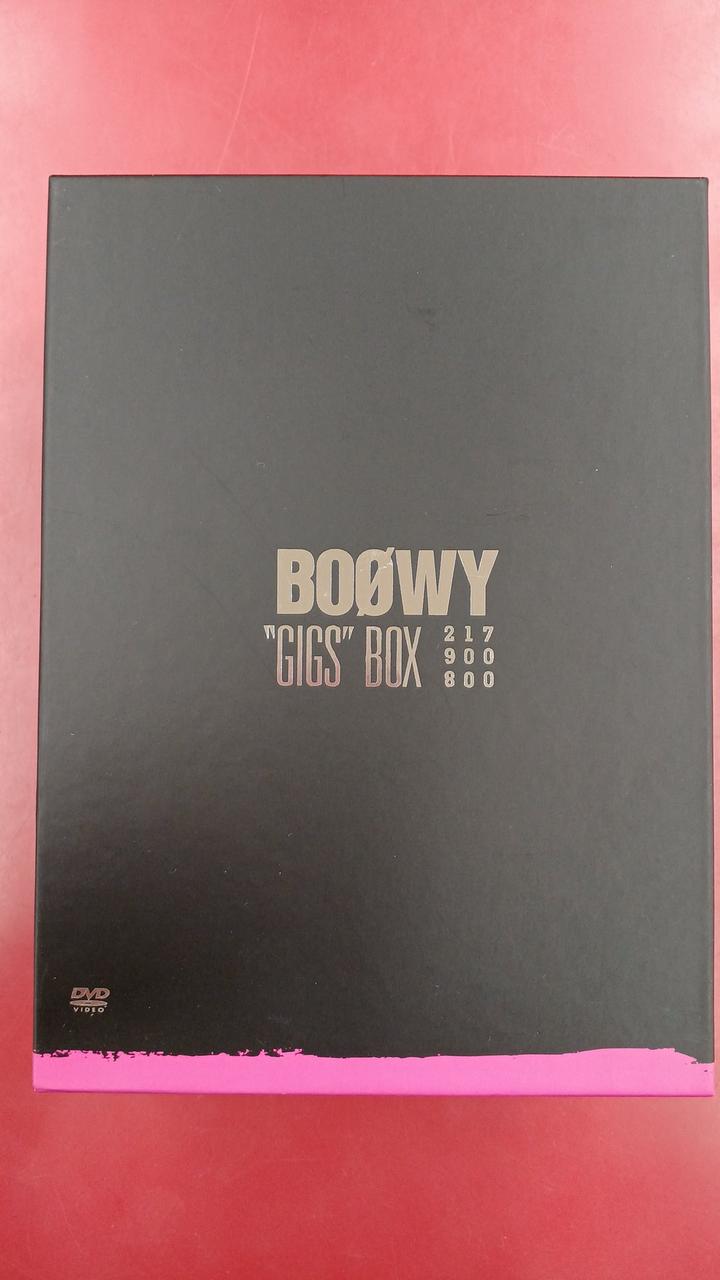 BOØWY
"GIGS" BOX
217
900
800
DVD
VIDEO